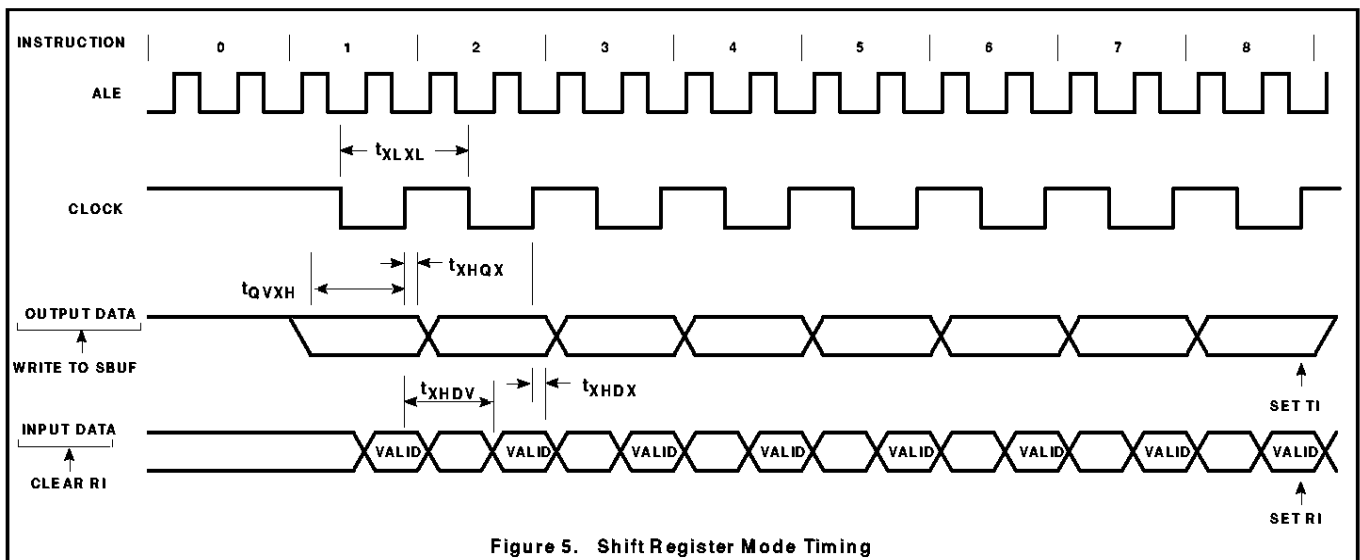 INSTRUCTION 0 1 2 3 4 5 6 7 8
ALE
tXLXL
CLOCK
tXHQX
tQVXH
OUTPUT DATA
WRITE TO SBUF
tXHDV
tXHDX
SET TI
INPUT DATA
VALID VALID VALID VALID VALID VALID VALID VALID
CLEAR RI
SET RI
Figure 5. Shift Register Mode Timing